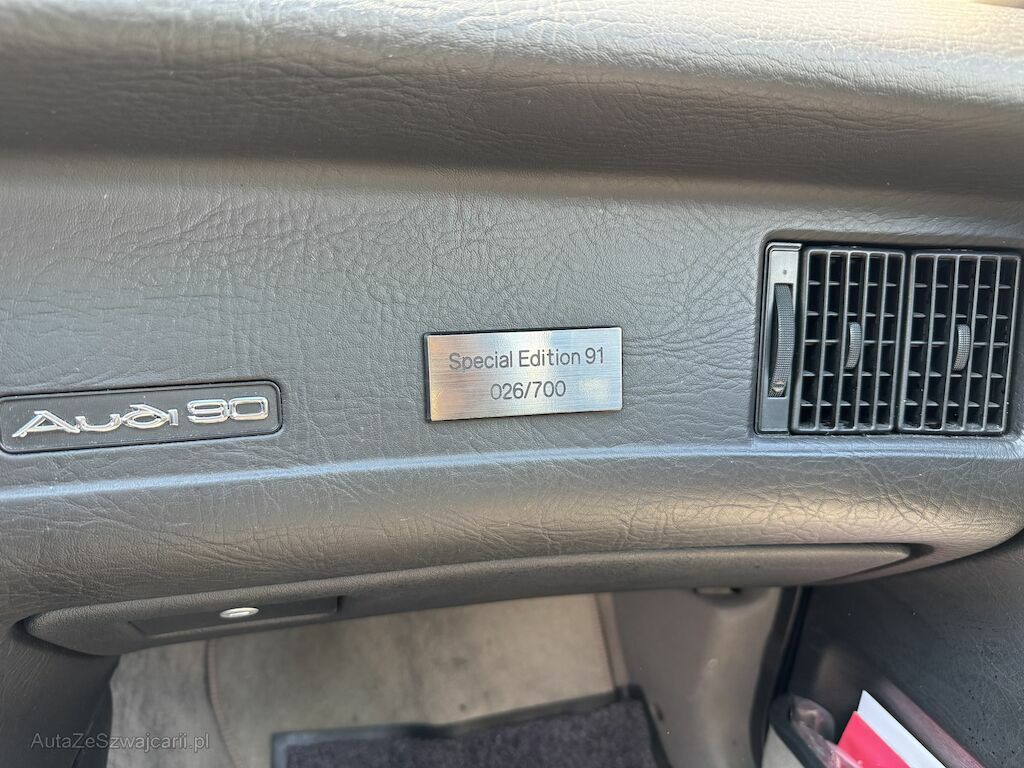 Special Edition 91
026/700
Audi 90
AutaZeSzwajcarii.pl